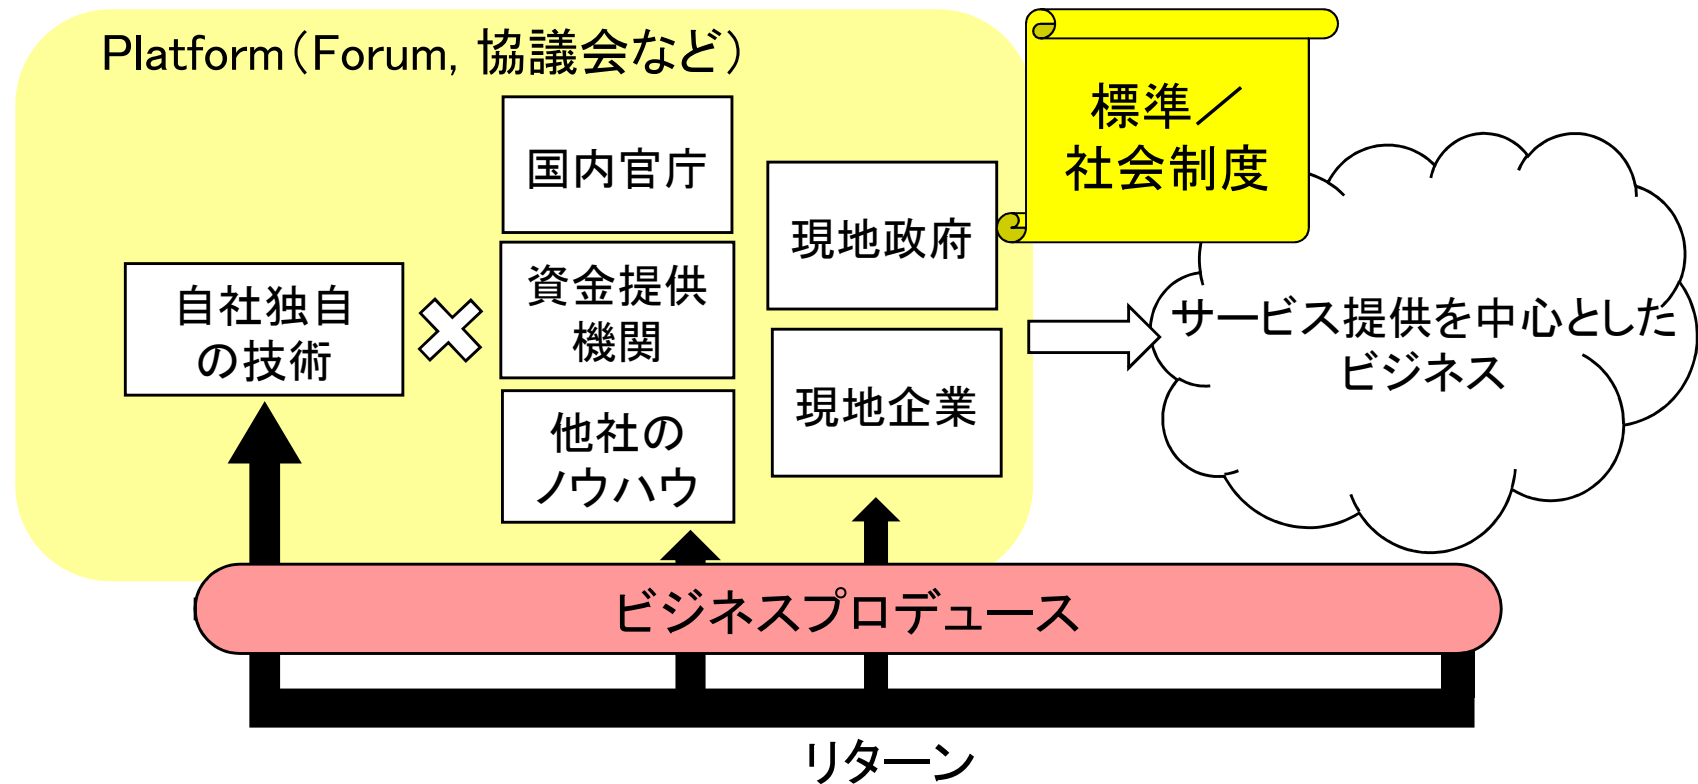 Platform（Forum, 協議会など）
標準／
社会制度
国内官庁
現地政府
自社独自
の技術
資金提供
機関
サービス提供を中心とした
ビジネス
現地企業
他社の
ノウハウ
ビジネスプロデュース
リターン